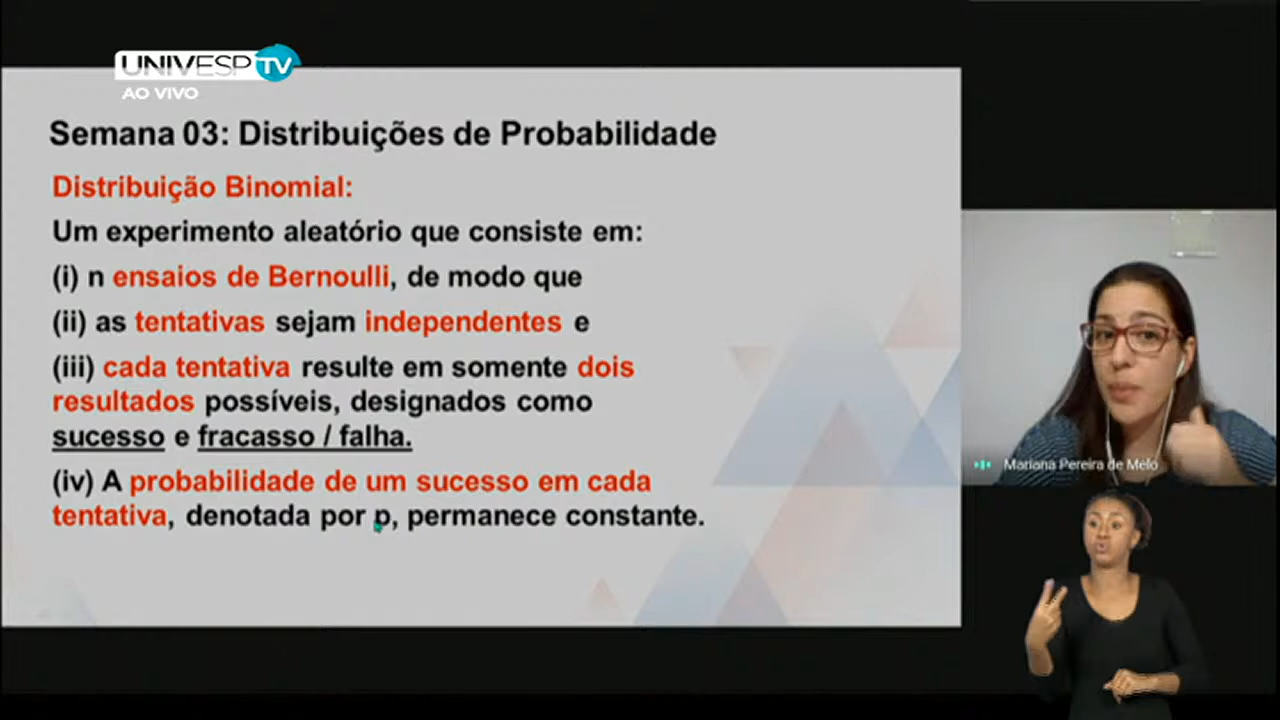 UNIVESPTV
AO VIVO
Semana 03: Distribuições de Probabilidade
Distribuição Binomial:
Um experimento aleatório que consiste em:
(i) n ensaios de Bernoulli, de modo que
(ii) as tentativas sejam independentes e
(iii) cada tentativa resulte em somente dois
resultados possíveis, designados como
sucesso e fracasso / falha.
(iv) A probabilidade de um sucesso em cada
tentativa, denotada por p, permanece constante.
Mariana Pereira de Melo